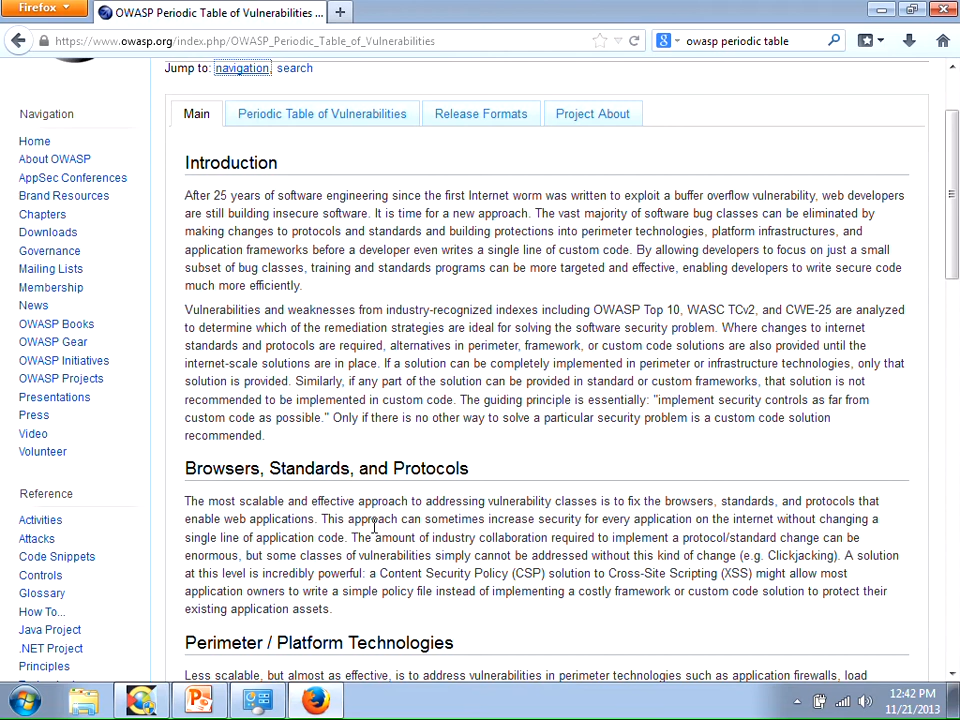 Firefox
OWASP Periodic Table of Vulnerabilities ...
https://www.owasp.org/index.php/OWASP_Periodic_Table_of_Vulnerabilities
owasp periodic table
Jump to: navigation, search
Navigation
Home
About OWASP
AppSec Conferences
Brand Resources
Chapters
Downloads
Governance
Mailing Lists
Membership
News
OWASP Books
OWASP Gear
OWASP Initiatives
OWASP Projects
Presentations
Press
Video
Volunteer
Reference
Activities
Attacks
Code Snippets
Controls
Glossary
How To...
Java Project
.NET Project
Principles
Main
Periodic Table of Vulnerabilities
Release Formats
Project About
Introduction
After 25 years of software engineering since the first Internet worm was written to exploit a buffer overflow vulnerability, web developers
are still building insecure software. It is time for a new approach. The vast majority of software bug classes can be eliminated by
making changes to protocols and standards and building protections into perimeter technologies, platform infrastructures, and
application frameworks before a developer even writes a single line of custom code. By allowing developers to focus on just a small
subset of bug classes, training and standards programs can be more targeted and effective, enabling developers to write secure code
much more efficiently.
Vulnerabilities and weaknesses from industry-recognized indexes including OWASP Top 10, WASC TCv2, and CWE-25 are analyzed
to determine which of the remediation strategies are ideal for solving the software security problem. Where changes to internet
standards and protocols are required, alternatives in perimeter, framework, or custom code solutions are also provided until the
internet-scale solutions are in place. If a solution can be completely implemented in perimeter or infrastructure technologies, only that
solution is provided. Similarly, if any part of the solution can be provided in standard or custom frameworks, that solution is not
recommended to be implemented in custom code. The guiding principle is essentially: "implement security controls as far from
custom code as possible." Only if there is no other way to solve a particular security problem is a custom code solution
recommended.
Browsers, Standards, and Protocols
The most scalable and effective approach to addressing vulnerability classes is to fix the browsers, standards, and protocols that
enable web applications. This approach can sometimes increase security for every application on the internet without changing a
single line of application code. The amount of industry collaboration required to implement a protocol/standard change can be
enormous, but some classes of vulnerabilities simply cannot be addressed without this kind of change (e.g. Clickjacking). A solution
at this level is incredibly powerful: a Content Security Policy (CSP) solution to Cross-Site Scripting (XSS) might allow most
application owners to write a simple policy file instead of implementing a costly framework or custom code solution to protect their
existing application assets.
Perimeter / Platform Technologies
Less scalable, but almost as effective, is to address vulnerabilities in perimeter technologies such as application firewalls, load
12:42 PM
11/21/2013